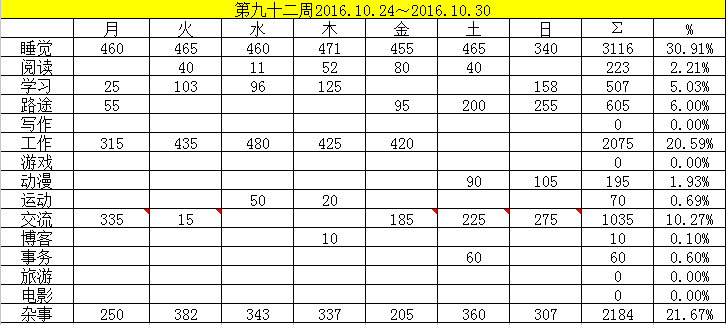 第九十二周2016.10.24～2016.10.30
月 火 水 木 金 土 日 Σ %
睡觉 460 465 460 471 455 465 340 3116 30.91%
阅读 40 11 52 80 40 223 2.21%
学习 25 103 96 125 158 507 5.03%
路途 55 95 200 255 605 6.00%
写作 0 0.00%
工作 315 435 480 425 420 2075 20.59%
游戏 0 0.00%
动漫 90 105 195 1.93%
运动 50 20 70 0.69%
交流 335 15 185 225 275 1035 10.27%
博客 10 10 0.10%
事务 60 60 0.60%
旅游 0 0.00%
电影 0 0.00%
杂事 250 382 343 337 205 360 307 2184 21.67%